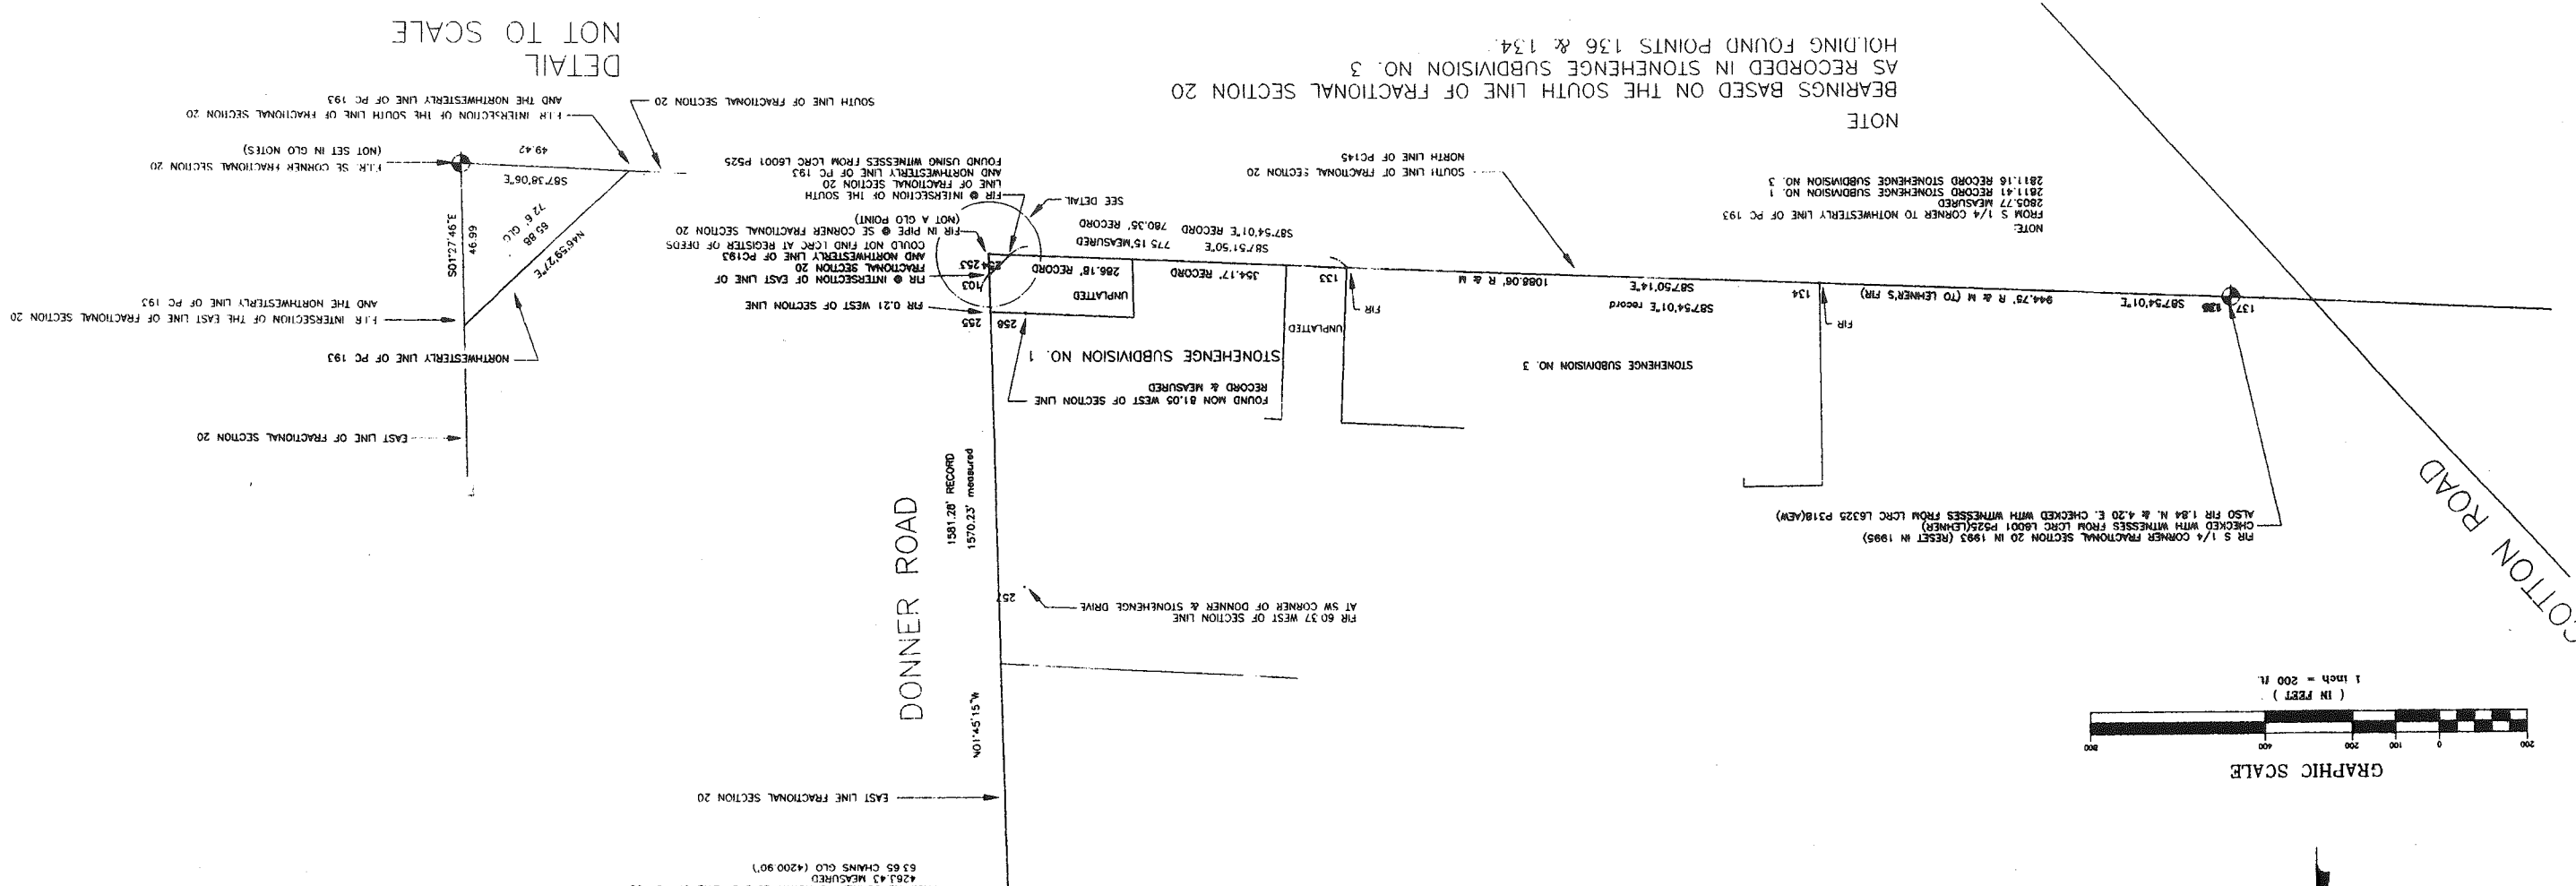 63.65 CHAINS GLO (4200.90')
4263.43 MEASURED
GRAPHIC SCALE
200 0 100 200 400 800
( IN FEET )
1 inch = 200 ft.
EAST LINE FRACTIONAL SECTION 20
N01°45'15"W
DONNER ROAD
1581.28' RECORD
1570.23' measured
257
FIR 60.37 WEST OF SECTION LINE
AT SW CORNER OF DONNER & STONEHENGE DRIVE
FIR S 1/4 CORNER FRACTIONAL SECTION 20 IN 1993 (RESET IN 1995)
CHECKED WITH WITNESSES FROM LCRC L6001 P525(LEHNER)
ALSO FIR 1.84 N. & 4.20 E. CHECKED WITH WITNESSES FROM LCRC L6325 P318(AEW)
COTTON ROAD
EAST LINE OF FRACTIONAL SECTION 20
FOUND MON 81.05 WEST OF SECTION LINE
RECORD & MEASURED
STONEHENGE SUBDIVISION NO. 3
STONEHENGE SUBDIVISION NO. 1
NORTHWESTERLY LINE OF PC 193
UNPLATTED
UNPLATTED
255
258
FIR 0.21 WEST OF SECTION LINE
F.I.R INTERSECTION OF THE EAST LINE OF FRACTIONAL SECTION 20
AND THE NORTHWESTERLY LINE OF PC 193
137
S87°54'01"E
944.75' R & M (TO LEHNER'S FIR)
134
FIR
S87°54'01"E record
S87°50'14"E
1088.06' R & M
133
FIR
354.17' RECORD
286.18' RECORD
103
253
FIR @ INTERSECTION OF EAST LINE OF
FRACTIONAL SECTION 20
AND NORTHWESTERLY LINE OF PC193
COULD NOT FIND LCRC AT REGISTER OF DEEDS
FIR IN PIPE @ SE CORNER FRACTIONAL SECTION 20
(NOT A GLO POINT)
S87°51'50"E
775.15'MEASURED
S87°54'01"E RECORD
780.35' RECORD
SEE DETAIL
FIR @ INTERSECTION OF THE SOUTH
LINE OF FRACTIONAL SECTION 20
AND NORTHWESTERLY LINE OF PC 193
FOUND USING WITNESSES FROM LCRC L6001 P525
NOTE:
FROM S 1/4 CORNER TO NOTHWESTERLY LINE OF PC 193
2805.77 MEASURED
2811.41 RECORD STONEHENGE SUBDIVISION NO. 1
2811.16 RECORD STONEHENGE SUBDIVISION NO. 3
SOUTH LINE OF FRACTIONAL SECTION 20
NORTH LINE OF PC145
N46°59'27"E
65.88
72.6' GLO
S01°27'46"E
46.99
S87°38'06"E
49.42
F.I.R. SE CORNER FRACTIONAL SECTION 20
(NOT SET IN GLO NOTES)
F.I.R INTERSECTION OF THE SOUTH LINE OF FRACTIONAL SECTION 20
AND THE NORTHWESTERLY LINE OF PC 193
SOUTH LINE OF FRACTIONAL SECTION 20
NOTE
BEARINGS BASED ON THE SOUTH LINE OF FRACTIONAL SECTION 20
AS RECORDED IN STONEHENGE SUBDIVISION NO. 3
HOLDING FOUND POINTS 136 & 134.
DETAIL
NOT TO SCALE